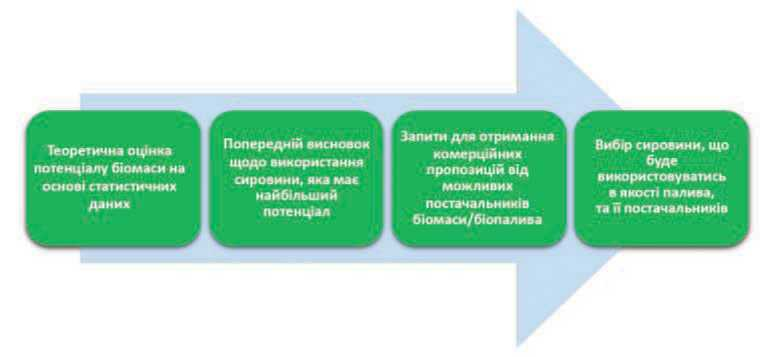 Теоретична оцінка
потенціалу біомаси на
основі статистичних
даних
Попередній висновок
щодо використання
сировини, яка має
найбільший
потенціал
Запити для отримання
комерційних
пропозицій від
можливих
постачальників
біомаси/біопалива
Вибір сировини, що
буде
використовуватись
в якості палива,
та її постачальників